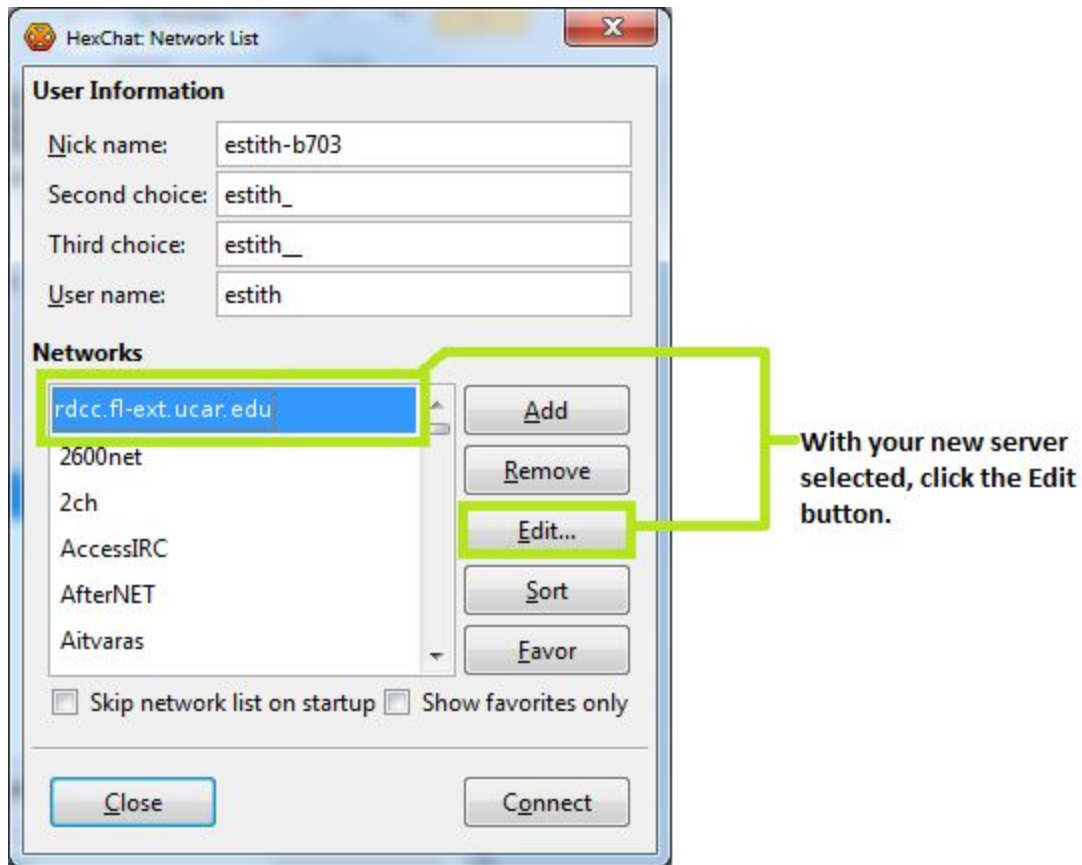 HexChat: Network List
User Information
Nick name: estith-b703
Second choice: estith_
Third choice: estith__
User name: estith
Networks
rdcc.fl-ext.ucar.edu
2600net
2ch
AccessIRC
AfterNET
Aitvaras
Add
Remove
Edit...
Sort
Favor
With your new server
selected, click the Edit
button.
Skip network list on startup Show favorites only
Close Connect